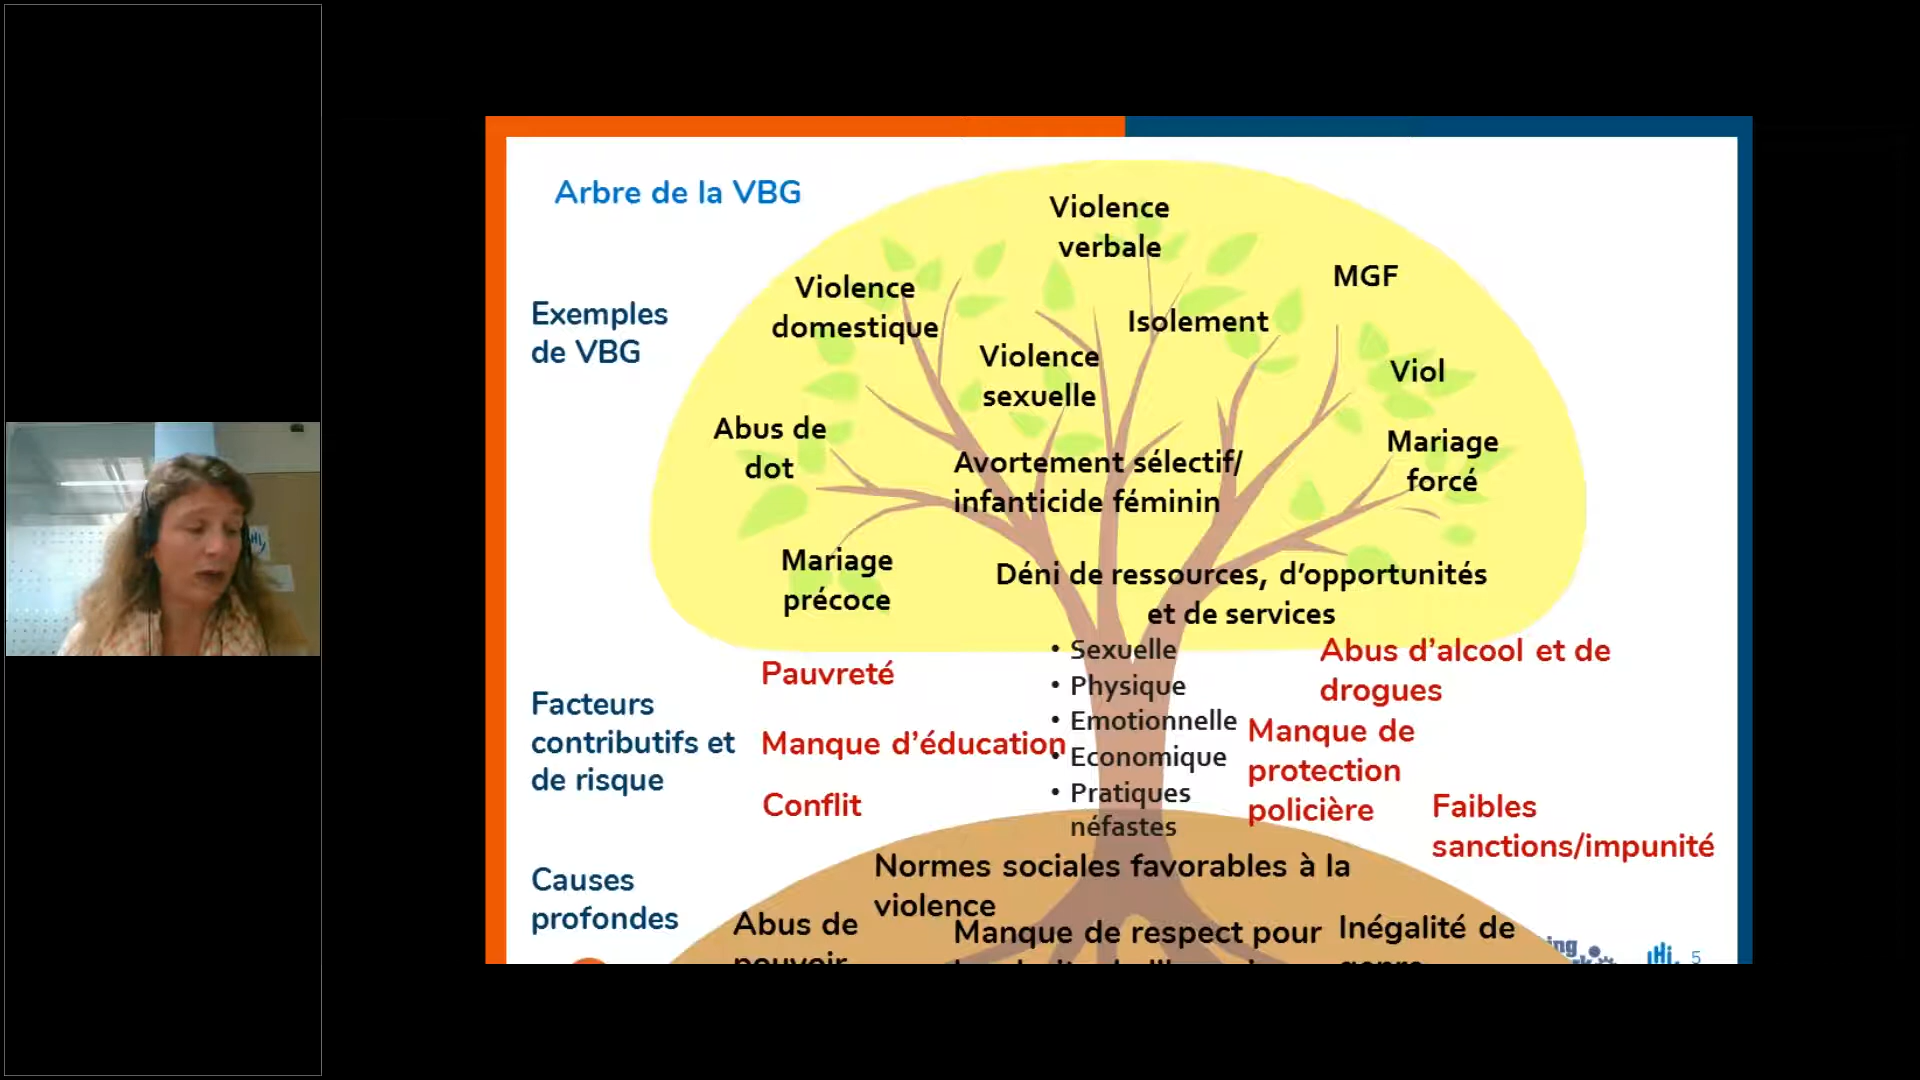 Arbre de la VBG
Violence
verbale
MGF
Violence
domestique
Isolement
Exemples
de VBG
Violence
sexuelle
Viol
Abus de
dot
Mariage
forcé
Avortement sélectif/
infanticide féminin
Mariage
précoce
Déni de ressources, d’opportunités
et de services
Facteurs
contributifs et
de risque
Pauvreté
Manque d’éducation
Conflit
• Sexuelle
• Physique
• Emotionnelle
• Economique
• Pratiques
néfastes
Abus d’alcool et de
drogues
Manque de
protection
policière
Faibles
sanctions/impunité
Causes
profondes
Normes sociales favorables à la
violence
Abus de
pouvoir
Manque de respect pour
Inégalité de
genre
hi
5